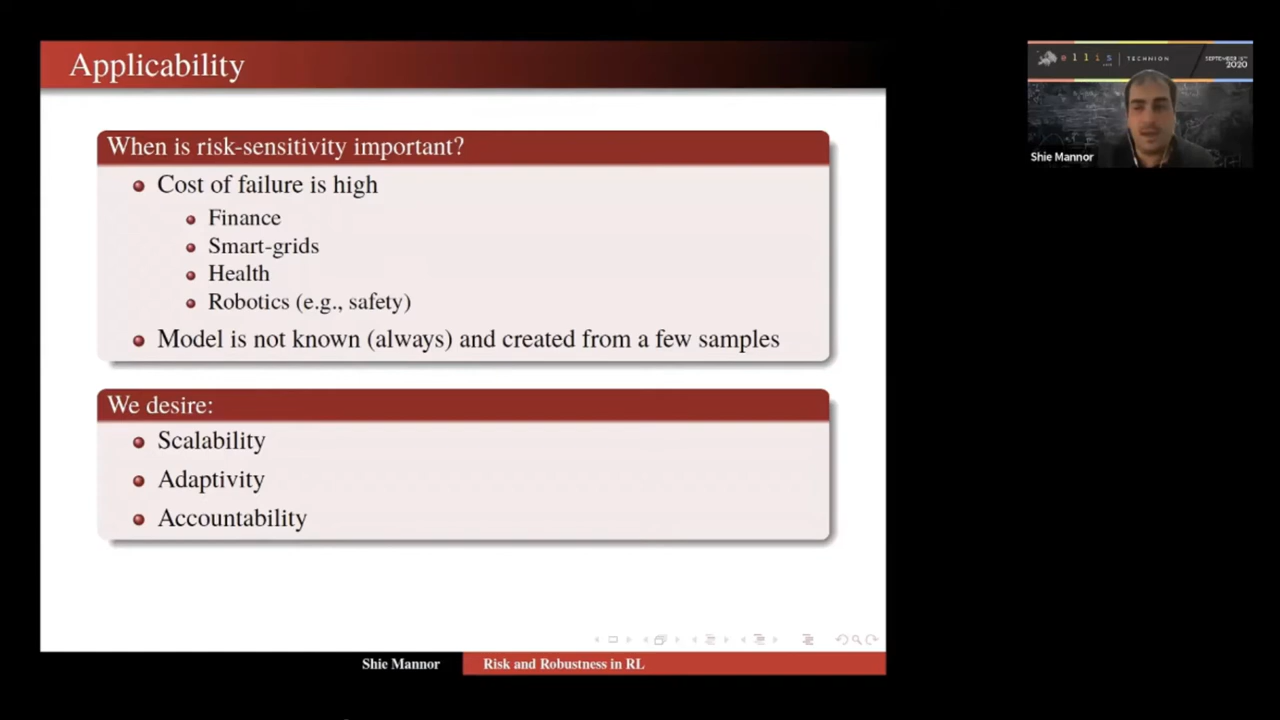 Applicability
When is risk-sensitivity important?
Cost of failure is high
Finance
Smart-grids
Health
Robotics (e.g., safety)
Model is not known (always) and created from a few samples
We desire:
Scalability
Adaptivity
Accountability
Shie Mannor
Risk and Robustness in RL
ellis
TECHNION
2020
Shie Mannor